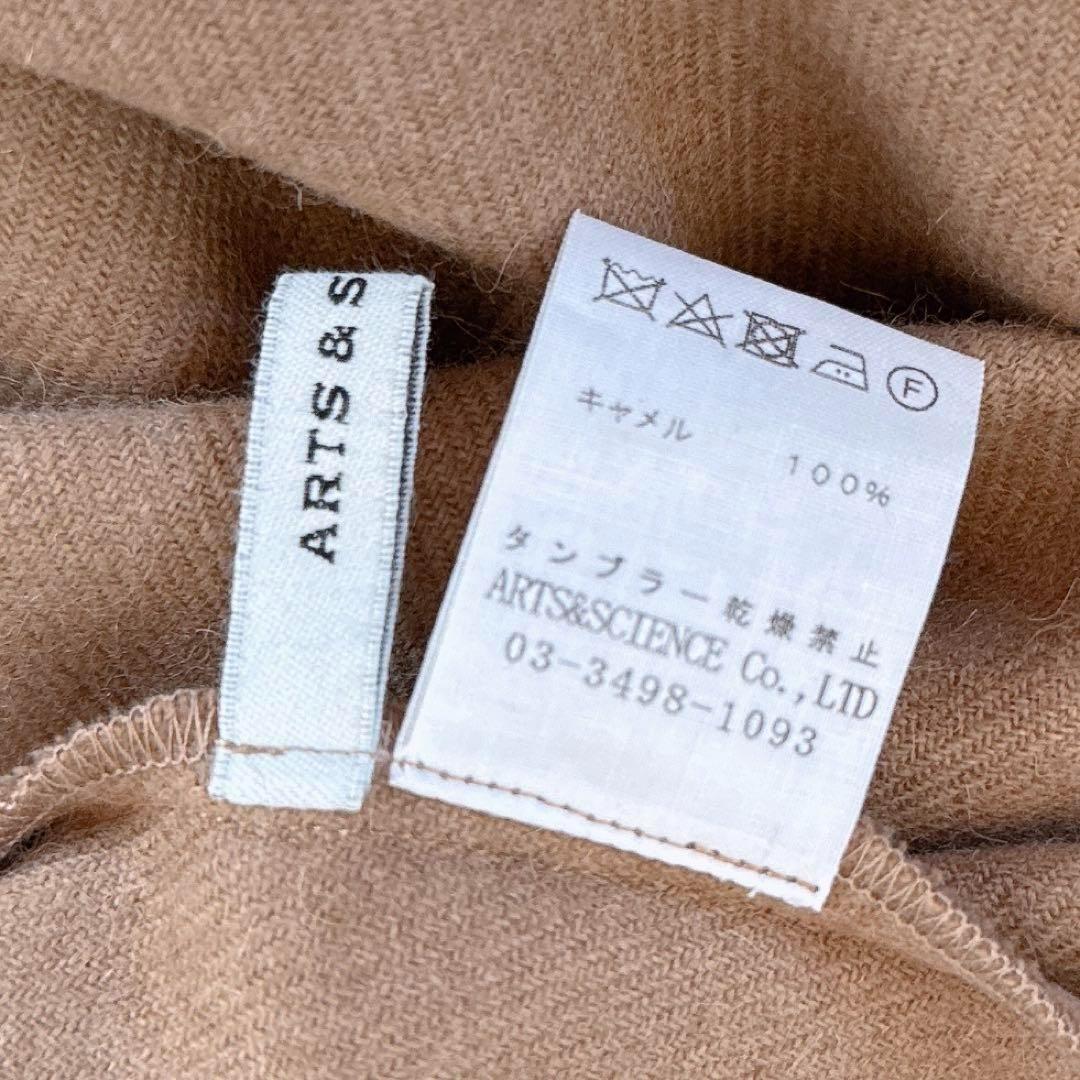 ARTS & S
F
キャメル
100%
タンブラー乾燥禁止
ARTS&SCIENCE Co.,LTD
03-3498-1093